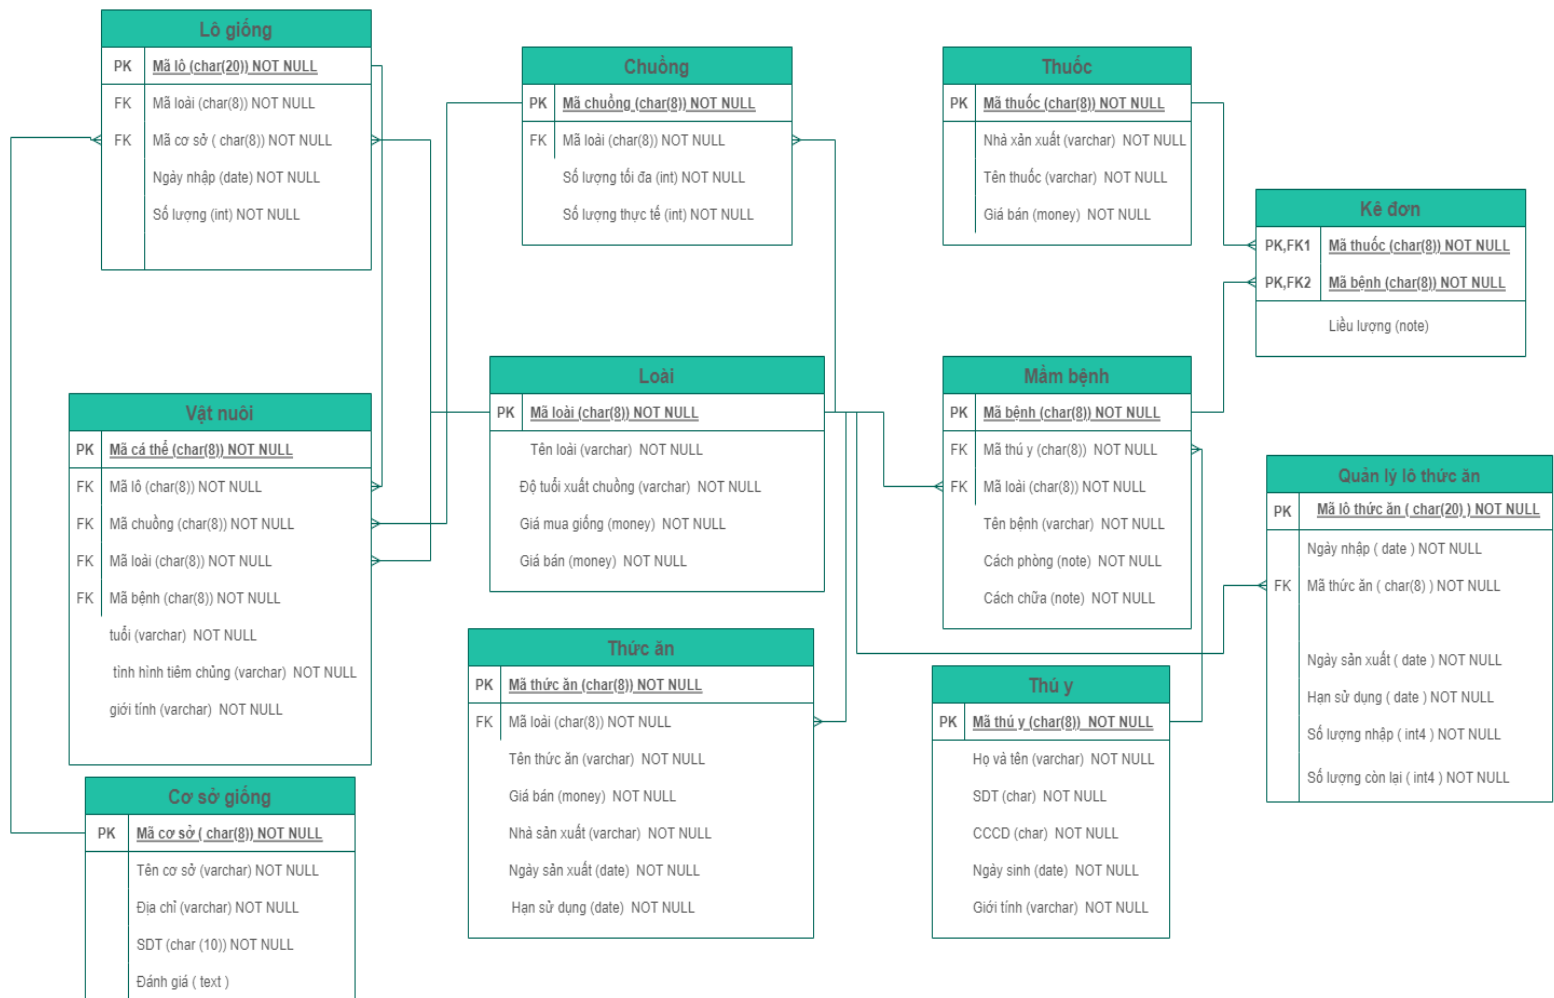 Lô giống
PK Mã lô (char(20)) NOT NULL
FK Mã loài (char(8)) NOT NULL
FK Mã cơ sở ( char(8)) NOT NULL
Ngày nhập (date) NOT NULL
Số lượng (int) NOT NULL
Chuồng
PK Mã chuồng (char(8)) NOT NULL
FK Mã loài (char(8)) NOT NULL
Số lượng tối đa (int) NOT NULL
Số lượng thực tế (int) NOT NULL
Thuốc
PK Mã thuốc (char(8)) NOT NULL
Nhà xản xuất (varchar) NOT NULL
Tên thuốc (varchar) NOT NULL
Giá bán (money) NOT NULL
Kê đơn
PK,FK1 Mã thuốc (char(8)) NOT NULL
PK,FK2 Mã bệnh (char(8)) NOT NULL
Liều lượng (note)
Vật nuôi
PK Mã cá thể (char(8)) NOT NULL
FK Mã lô (char(8)) NOT NULL
FK Mã chuồng (char(8)) NOT NULL
FK Mã loài (char(8)) NOT NULL
FK Mã bệnh (char(8)) NOT NULL
tuổi (varchar) NOT NULL
tình hình tiêm chủng (varchar) NOT NULL
giới tính (varchar) NOT NULL
Loài
PK Mã loài (char(8)) NOT NULL
Tên loài (varchar) NOT NULL
Độ tuổi xuất chuồng (varchar) NOT NULL
Giá mua giống (money) NOT NULL
Giá bán (money) NOT NULL
Mầm bệnh
PK Mã bệnh (char(8)) NOT NULL
FK Mã thú y (char(8)) NOT NULL
FK Mã loài (char(8)) NOT NULL
Tên bệnh (varchar) NOT NULL
Cách phòng (note) NOT NULL
Cách chữa (note) NOT NULL
Quản lý lô thức ăn
PK Mã lô thức ăn ( char(20) ) NOT NULL
Ngày nhập ( date ) NOT NULL
FK Mã thức ăn ( char(8) ) NOT NULL
Ngày sản xuất ( date ) NOT NULL
Hạn sử dụng ( date ) NOT NULL
Số lượng nhập ( int4 ) NOT NULL
Số lượng còn lại ( int4 ) NOT NULL
Thức ăn
PK Mã thức ăn (char(8)) NOT NULL
FK Mã loài (char(8)) NOT NULL
Tên thức ăn (varchar) NOT NULL
Giá bán (money) NOT NULL
Nhà sản xuất (varchar) NOT NULL
Ngày sản xuất (date) NOT NULL
Hạn sử dụng (date) NOT NULL
Thú y
PK Mã thú y (char(8)) NOT NULL
Họ và tên (varchar) NOT NULL
SDT (char) NOT NULL
CCCD (char) NOT NULL
Ngày sinh (date) NOT NULL
Giới tính (varchar) NOT NULL
Cơ sở giống
PK Mã cơ sở ( char(8)) NOT NULL
Tên cơ sở (varchar) NOT NULL
Địa chỉ (varchar) NOT NULL
SDT (char (10)) NOT NULL
Đánh giá ( text )